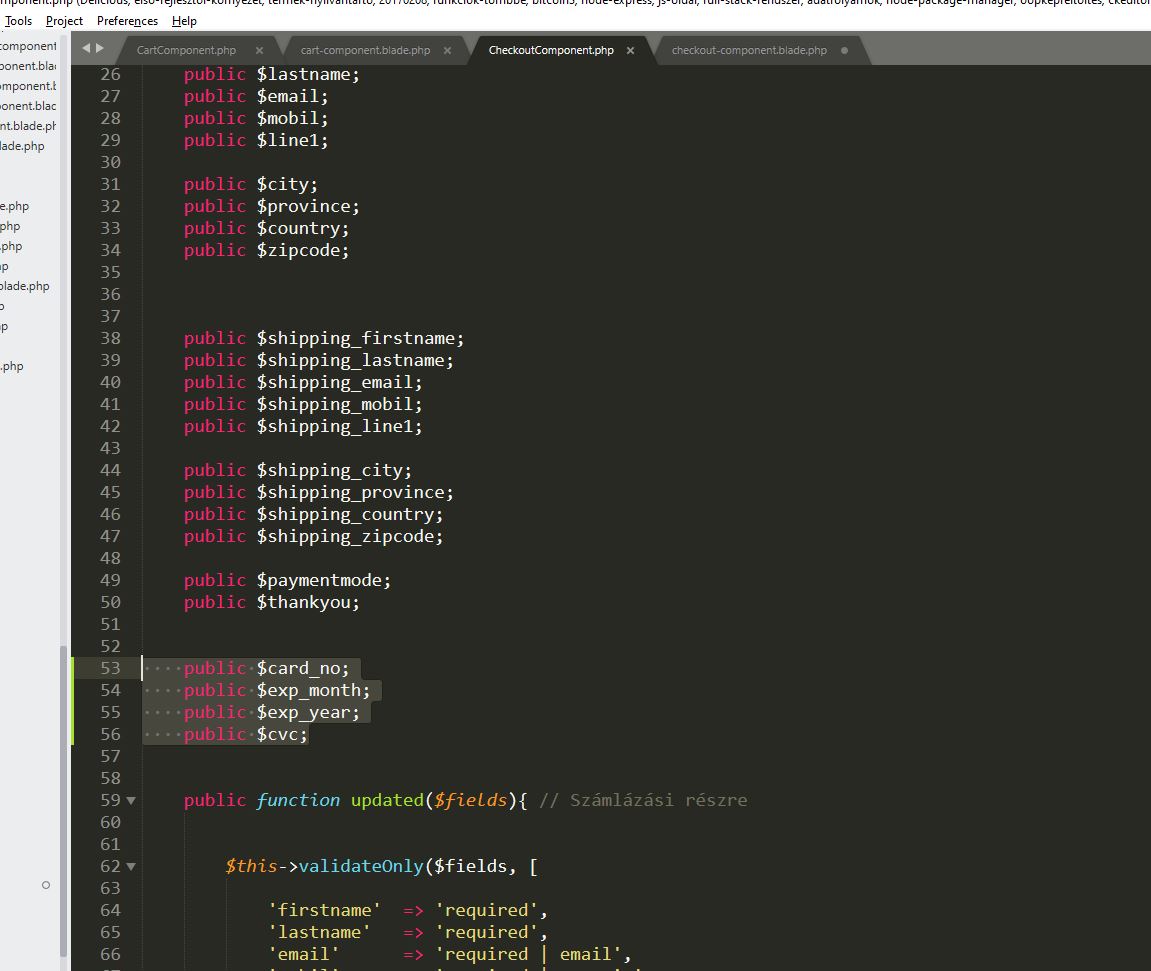 mponent.php (Delicious, első-fejlesztői-környezet, termék-nyilvántartó, 20170208, funkciók-tömbbe, bitcoin3, node-express, js-oldal, full-stack-rendszer, adatfolyamok, node-package-manager,
Tools Project Preferences Help
CartComponent.php × cart-component.blade.php × CheckoutComponent.php × checkout-component.blade.php
omponent
ponent.bla
mponent.b
onent.blac
nt.blade.ph
lade.php
e.php
php
.php
p
blade.php
p
.php
26 public $lastname;
27 public $email;
28 public $mobil;
29 public $line1;
30
31 public $city;
32 public $province;
33 public $country;
34 public $zipcode;
35
36
37
38 public $shipping_firstname;
39 public $shipping_lastname;
40 public $shipping_email;
41 public $shipping_mobil;
42 public $shipping_line1;
43
44 public $shipping_city;
45 public $shipping_province;
46 public $shipping_country;
47 public $shipping_zipcode;
48
49 public $paymentmode;
50 public $thankyou;
51
52
53 public $card_no;
54 public $exp_month;
55 public $exp_year;
56 public $cvc;
57
58
59 public function updated($fields){ // Számlázási részre
60
61
62 $this->validateOnly($fields, [
63
64 'firstname' => 'required',
65 'lastname' => 'required',
66 'email' => 'required | email',